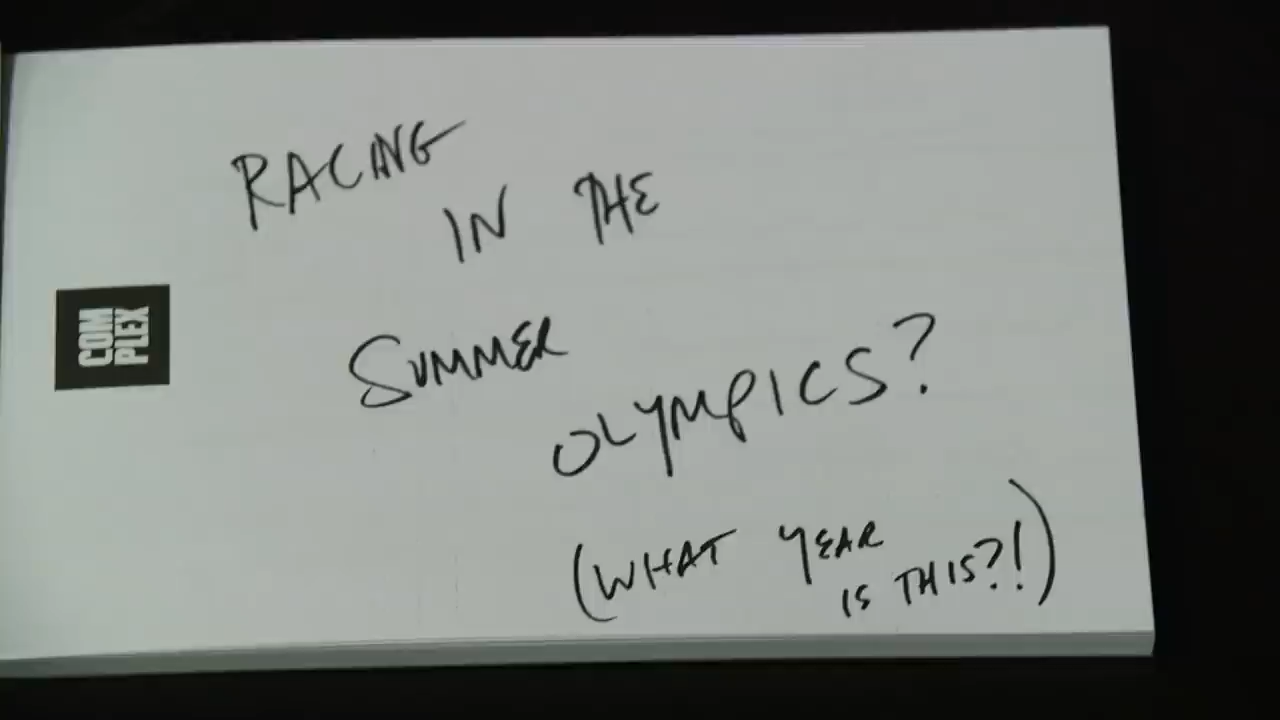 RACING
IN THE
SUMMER
OLYMPICS?
(WHAT YEAR
IS THIS?!)
COM
PLEX